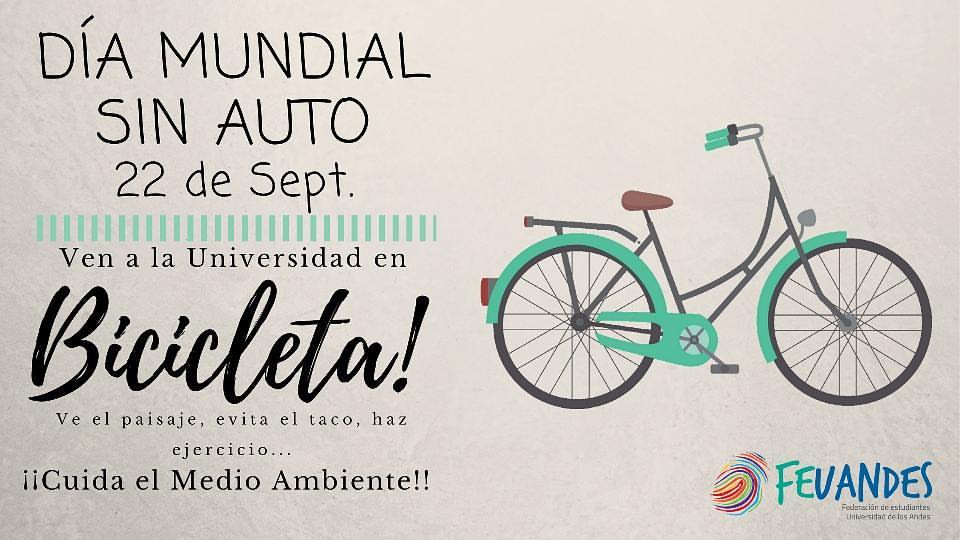 DÍA MUNDIAL
SIN AUTO
22 de Sept.
Ven a la Universidad en
Bicicleta!
Ve el paisaje, evita el taco, haz
ejercicio...
¡¡Cuida el Medio Ambiente!!
FEUANDES
Federación de estudiantes
Universidad de los Andes